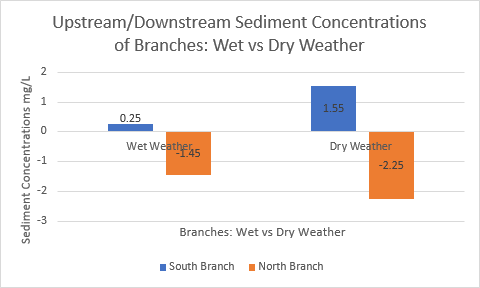 Upstream/Downstream Sediment Concentrations
of Branches: Wet vs Dry Weather
Sediment Concentrations mg/L
2
1
0
-1
-2
-3
0.25
1.55
Wet Weather
Dry Weather
-1.45
-2.25
Branches: Wet vs Dry Weather
South Branch
North Branch